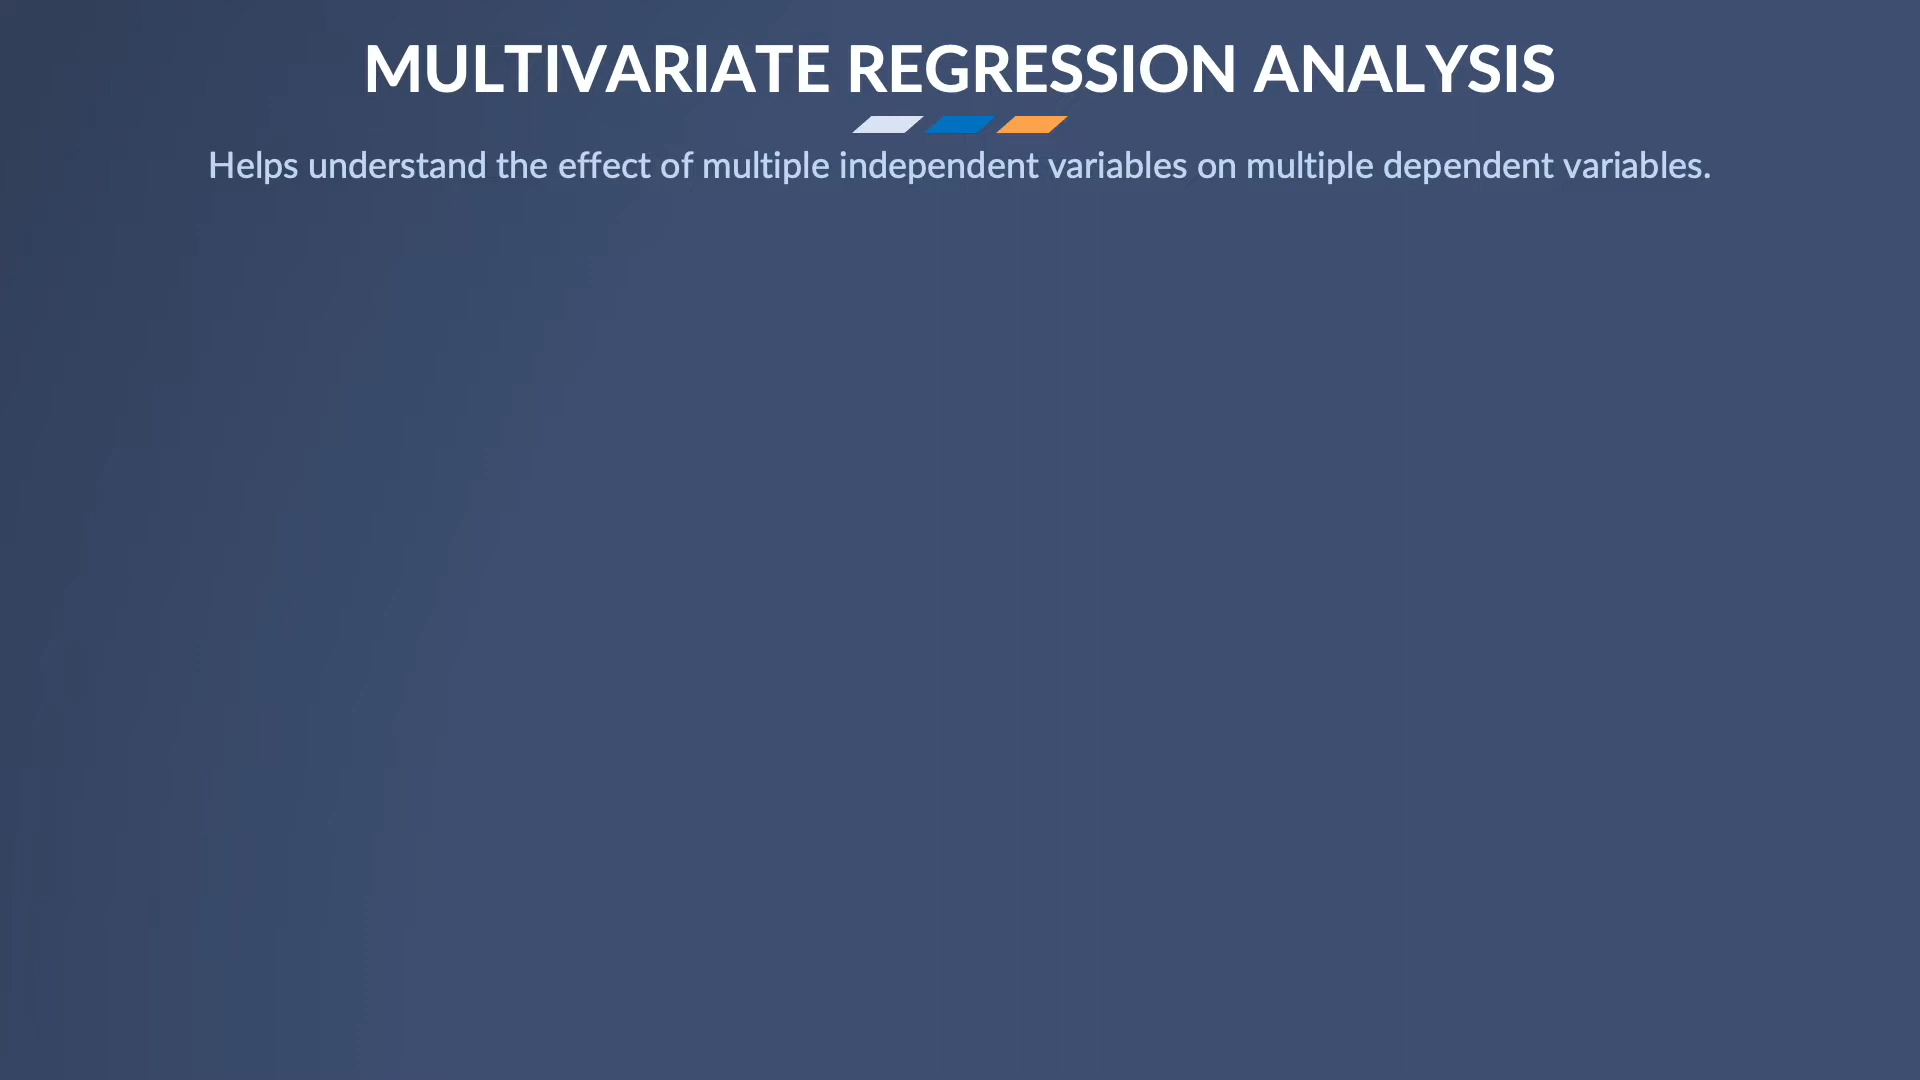 MULTIVARIATE REGRESSION ANALYSIS
Helps understand the effect of multiple independent variables on multiple dependent variables.